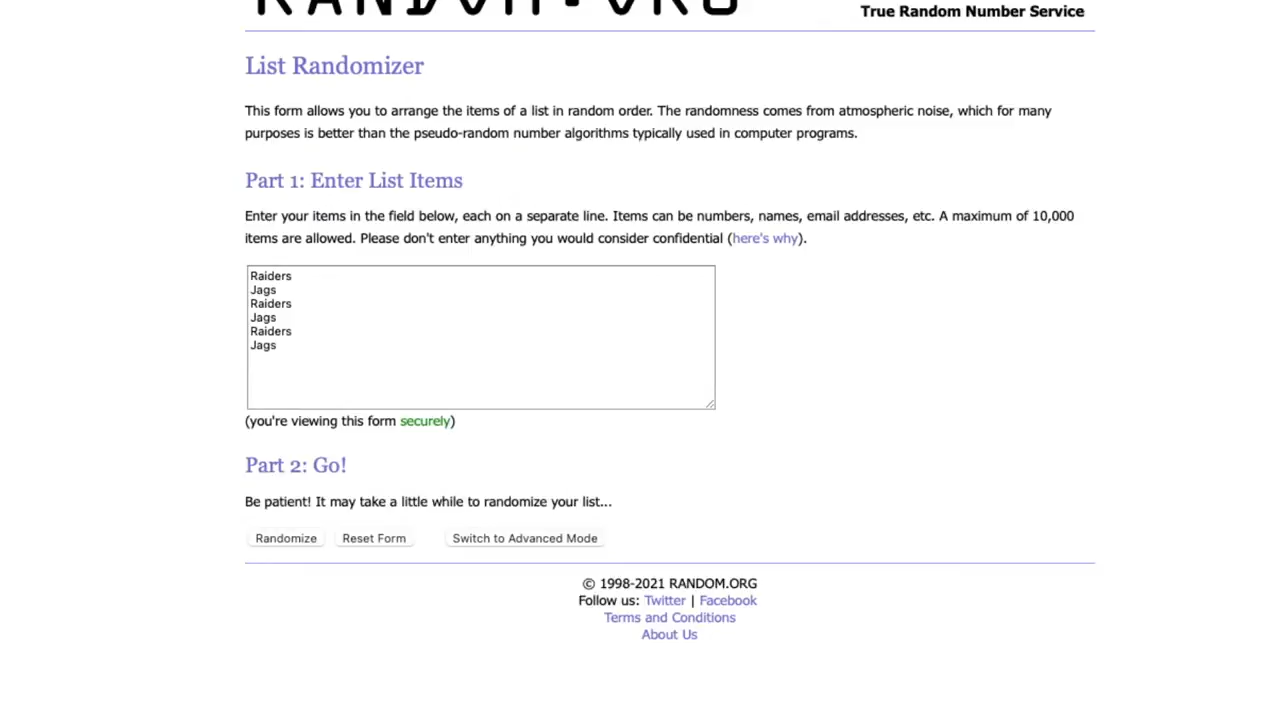 RANDOM.ORG
True Random Number Service
List Randomizer
This form allows you to arrange the items of a list in random order. The randomness comes from atmospheric noise, which for many
purposes is better than the pseudo-random number algorithms typically used in computer programs.
Part 1: Enter List Items
Enter your items in the field below, each on a separate line. Items can be numbers, names, email addresses, etc. A maximum of 10,000
items are allowed. Please don't enter anything you would consider confidential (here's why).
Raiders
Jags
Raiders
Jags
Raiders
Jags
(you're viewing this form securely)
Part 2: Go!
Be patient! It may take a little while to randomize your list...
Randomize Reset Form Switch to Advanced Mode
© 1998-2021 RANDOM.ORG
Follow us: Twitter | Facebook
Terms and Conditions
About Us